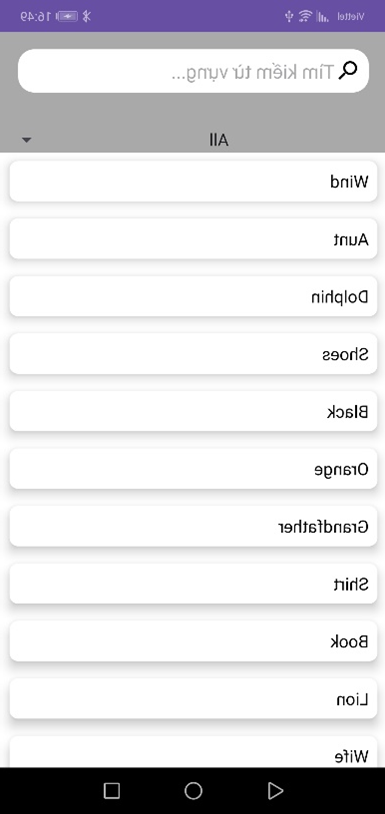 Viettel 16:49
Tìm kiếm từ vựng...
All
Wind
Aunt
Dolphin
Shoes
Black
Orange
Grandfather
Shirt
Book
Lion
Wife